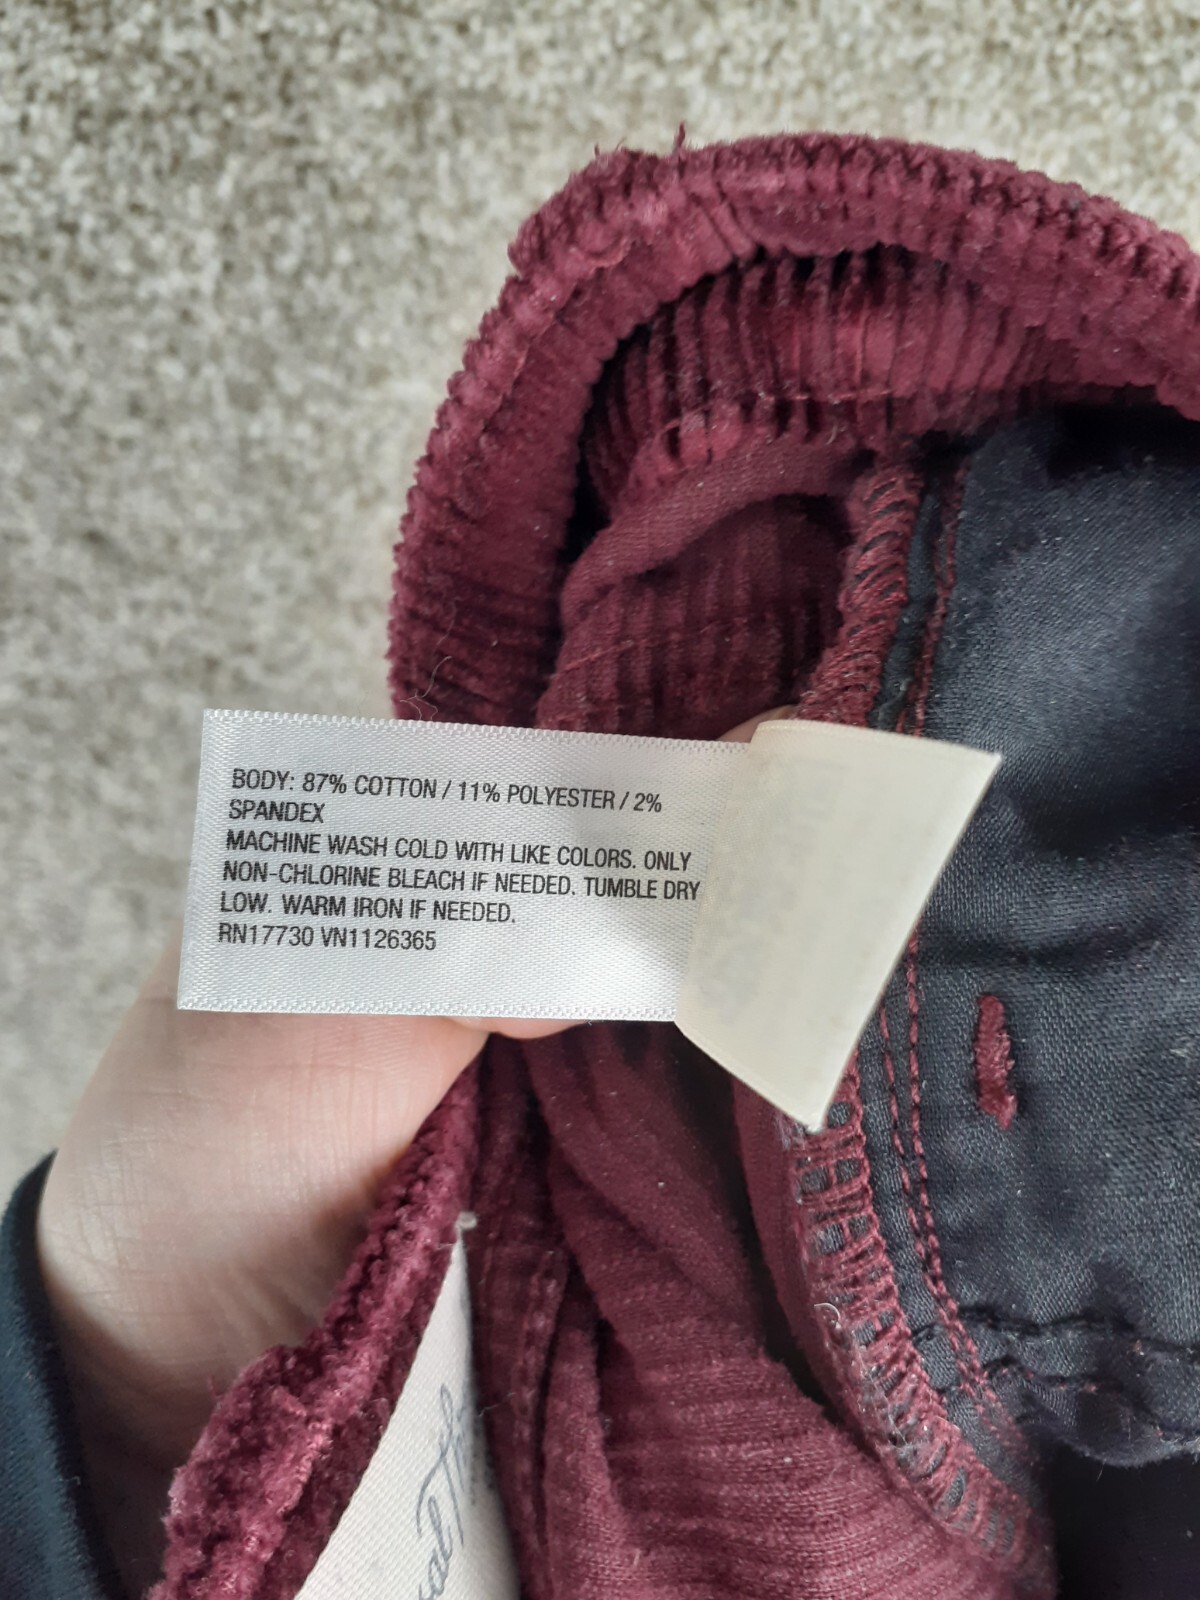 BODY: 87% COTTON / 11% POLYESTER / 2%
SPANDEX
MACHINE WASH COLD WITH LIKE COLORS. ONLY
NON-CHLORINE BLEACH IF NEEDED. TUMBLE DRY
LOW. WARM IRON IF NEEDED.
RN17730 VN1126365